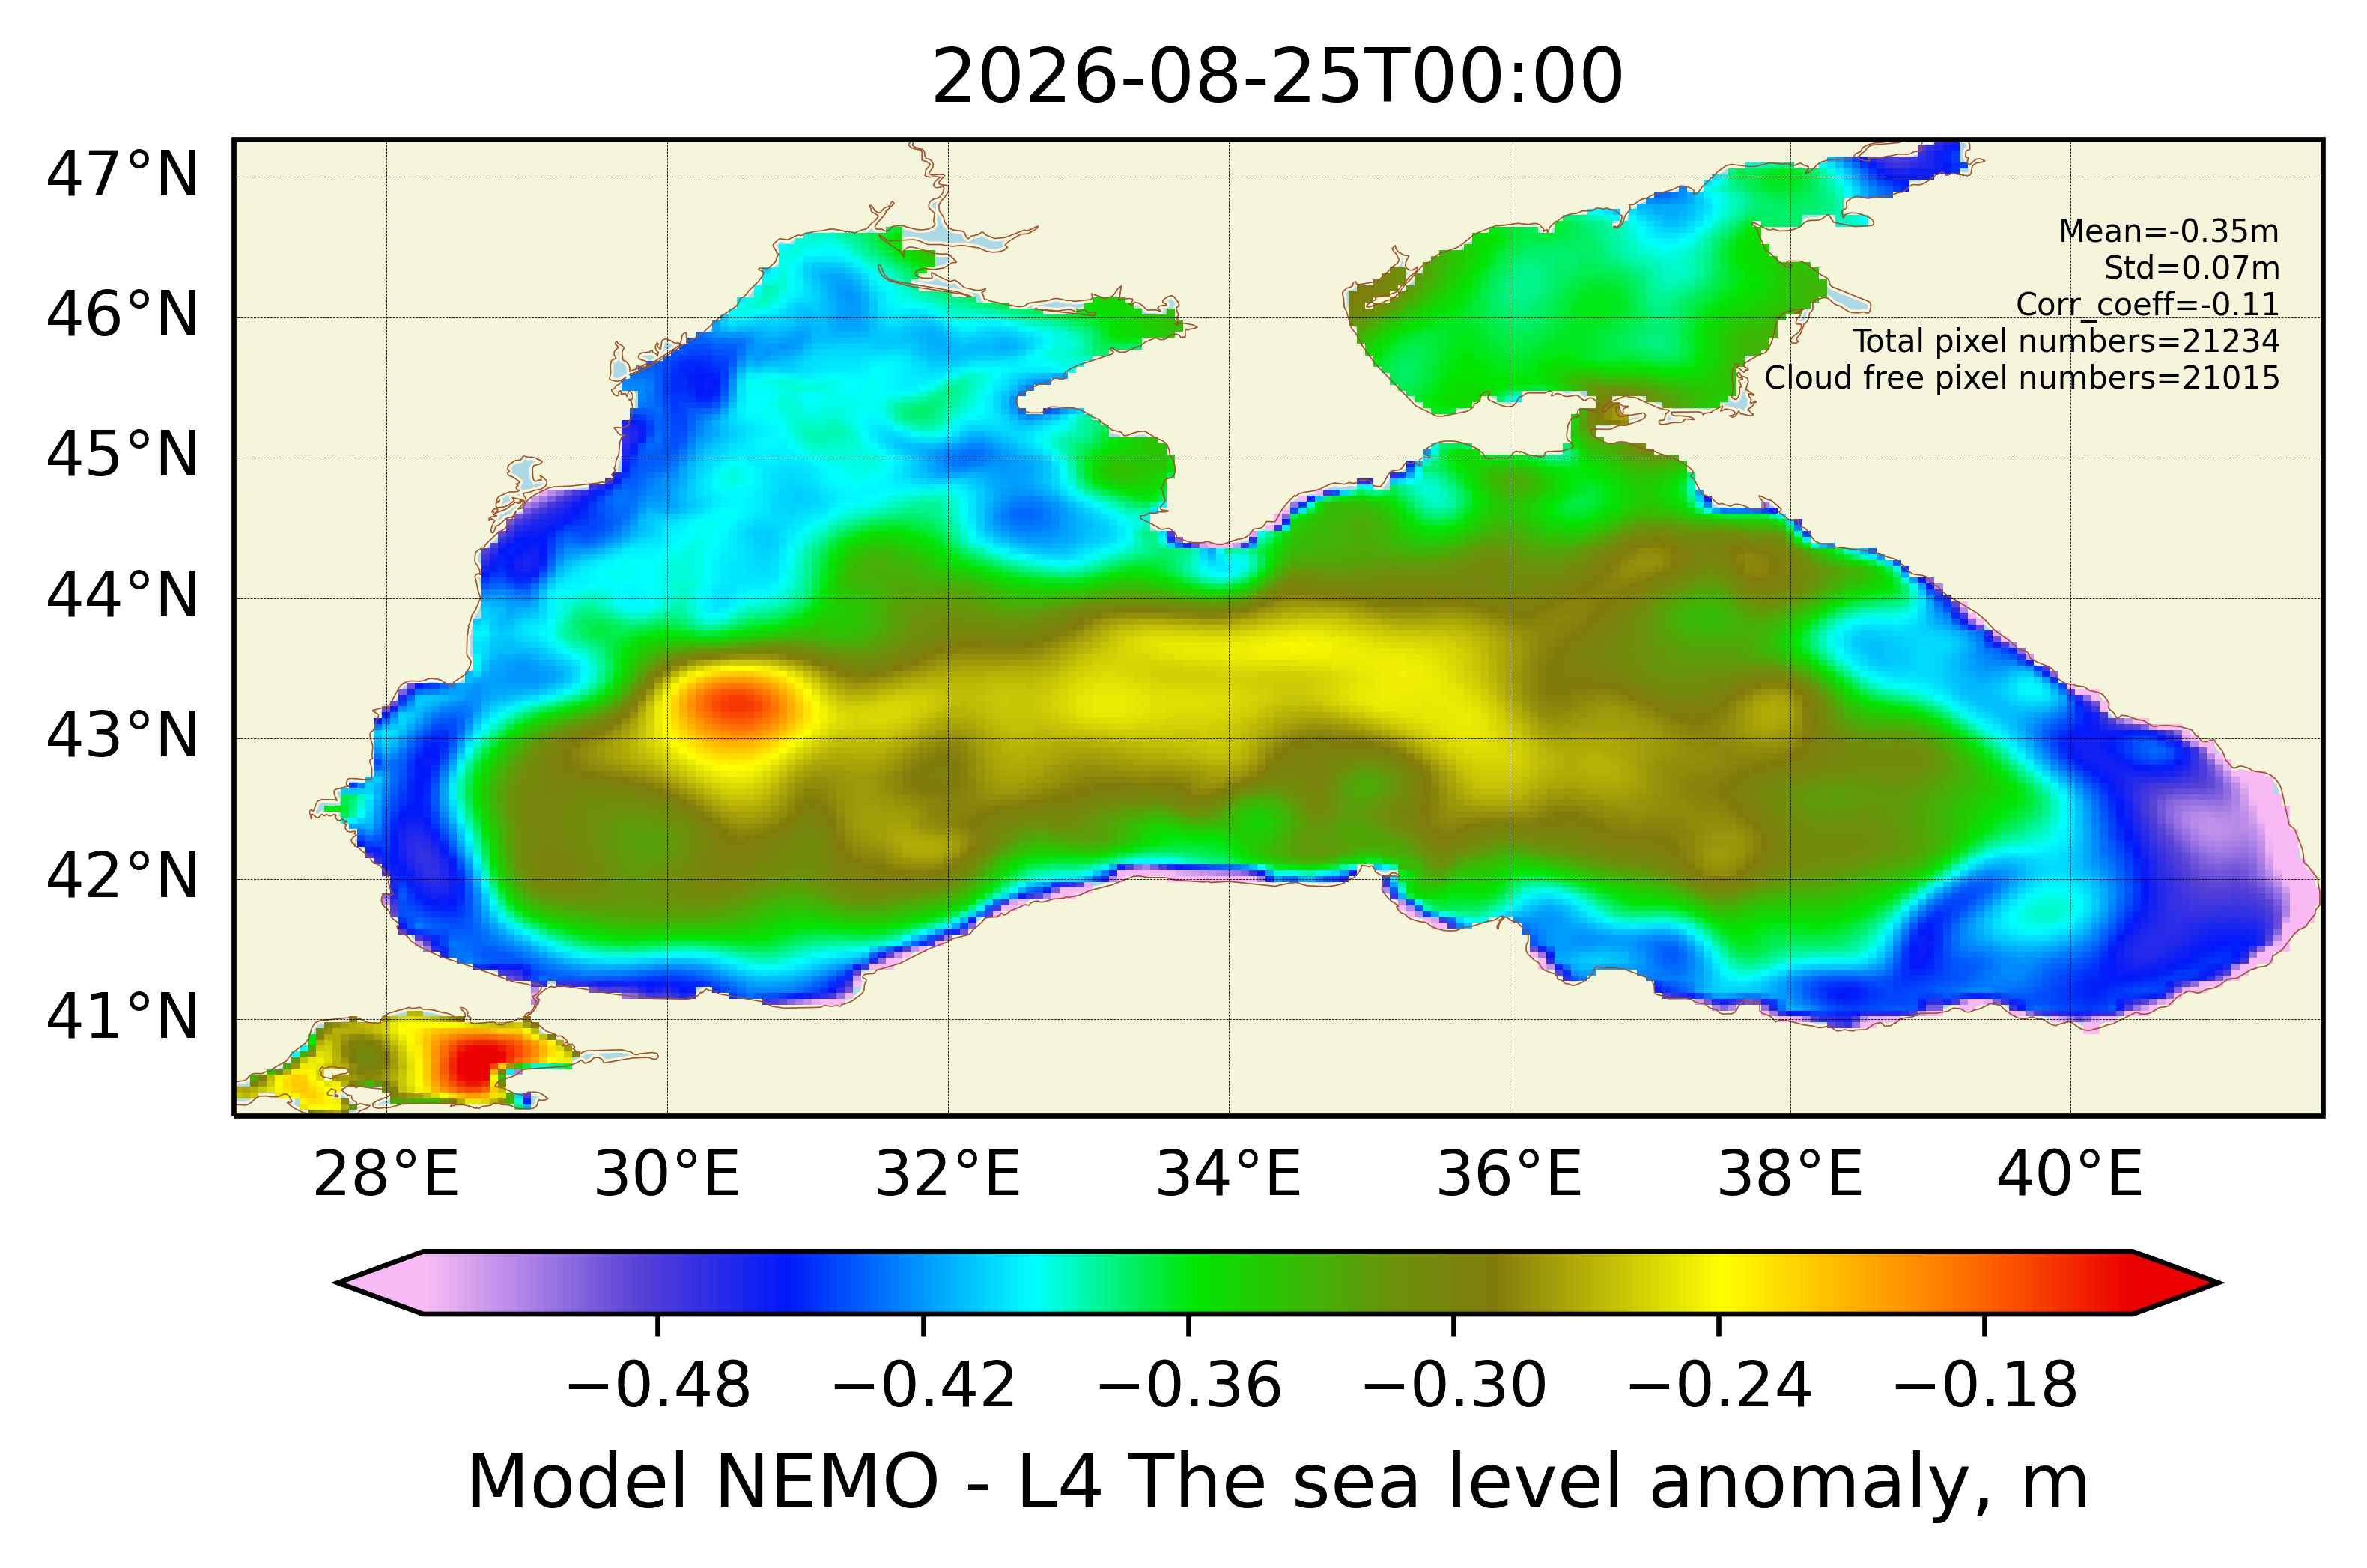 2026-08-25T00:00
47°N
46°N
45°N
44°N
43°N
42°N
41°N
Mean=-0.35m
Std=0.07m
Corr_coeff=-0.11
Total pixel numbers=21234
Cloud free pixel numbers=21015
28°E 30°E 32°E 34°E 36°E 38°E 40°E
−0.48 −0.42 −0.36 −0.30 −0.24 −0.18
Model NEMO - L4 The sea level anomaly, m